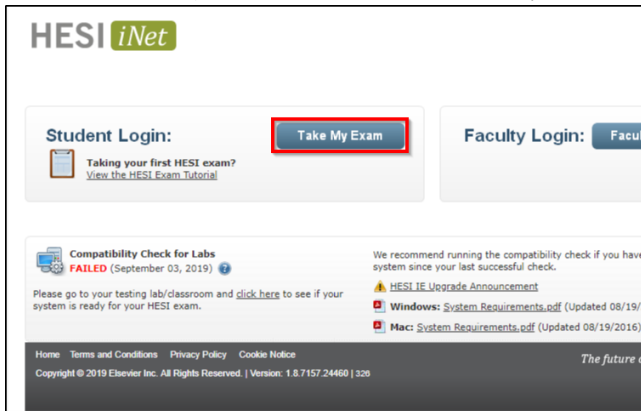 HESI iNet
Student Login:
Take My Exam
Taking your first HESI exam?
View the HESI Exam Tutorial
Faculty Login:
Compatibility Check for Labs
FAILED (September 03, 2019) ?
Please go to your testing lab/classroom and click here to see if your
system is ready for your HESI exam.
We recommend running the compatibility check if you have
system since your last successful check.
HESI IE Upgrade Announcement
Windows: System Requirements.pdf (Updated 08/19/
Mac: System Requirements.pdf (Updated 08/19/2016)
Home Terms and Conditions Privacy Policy Cookie Notice
Copyright © 2019 Elsevier Inc. All Rights Reserved. | Version: 1.8.7157.24460 | 326
The future